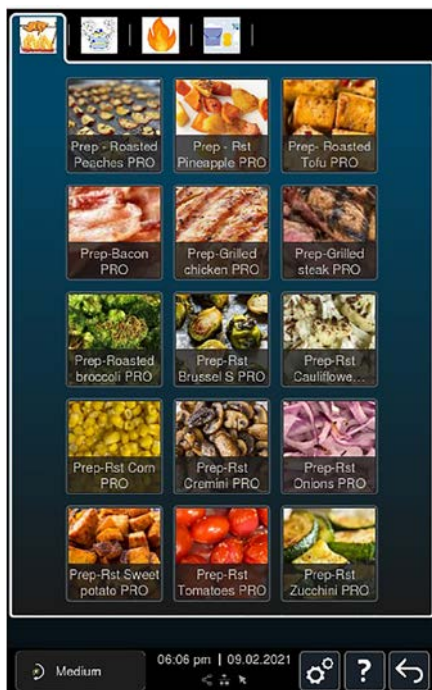 Prep - Roasted
Peaches PRO
Prep - Rst
Pineapple PRO
Prep- Roasted
Tofu PRO
Prep-Bacon
PRO
Prep-Grilled
chicken PRO
Prep-Grilled
steak PRO
Prep-Roasted
broccoli PRO
Prep-Rst
Brussel S PRO
Prep-Rst
Cauliflowe...
Prep-Rst Corn
PRO
Prep-Rst
Cremini PRO
Prep-Rst
Onions PRO
Prep-Rst Sweet
potato PRO
Prep-Rst
Tomatoes PRO
Prep-Rst
Zucchini PRO
Medium
06:06 pm | 09.02.2021
?